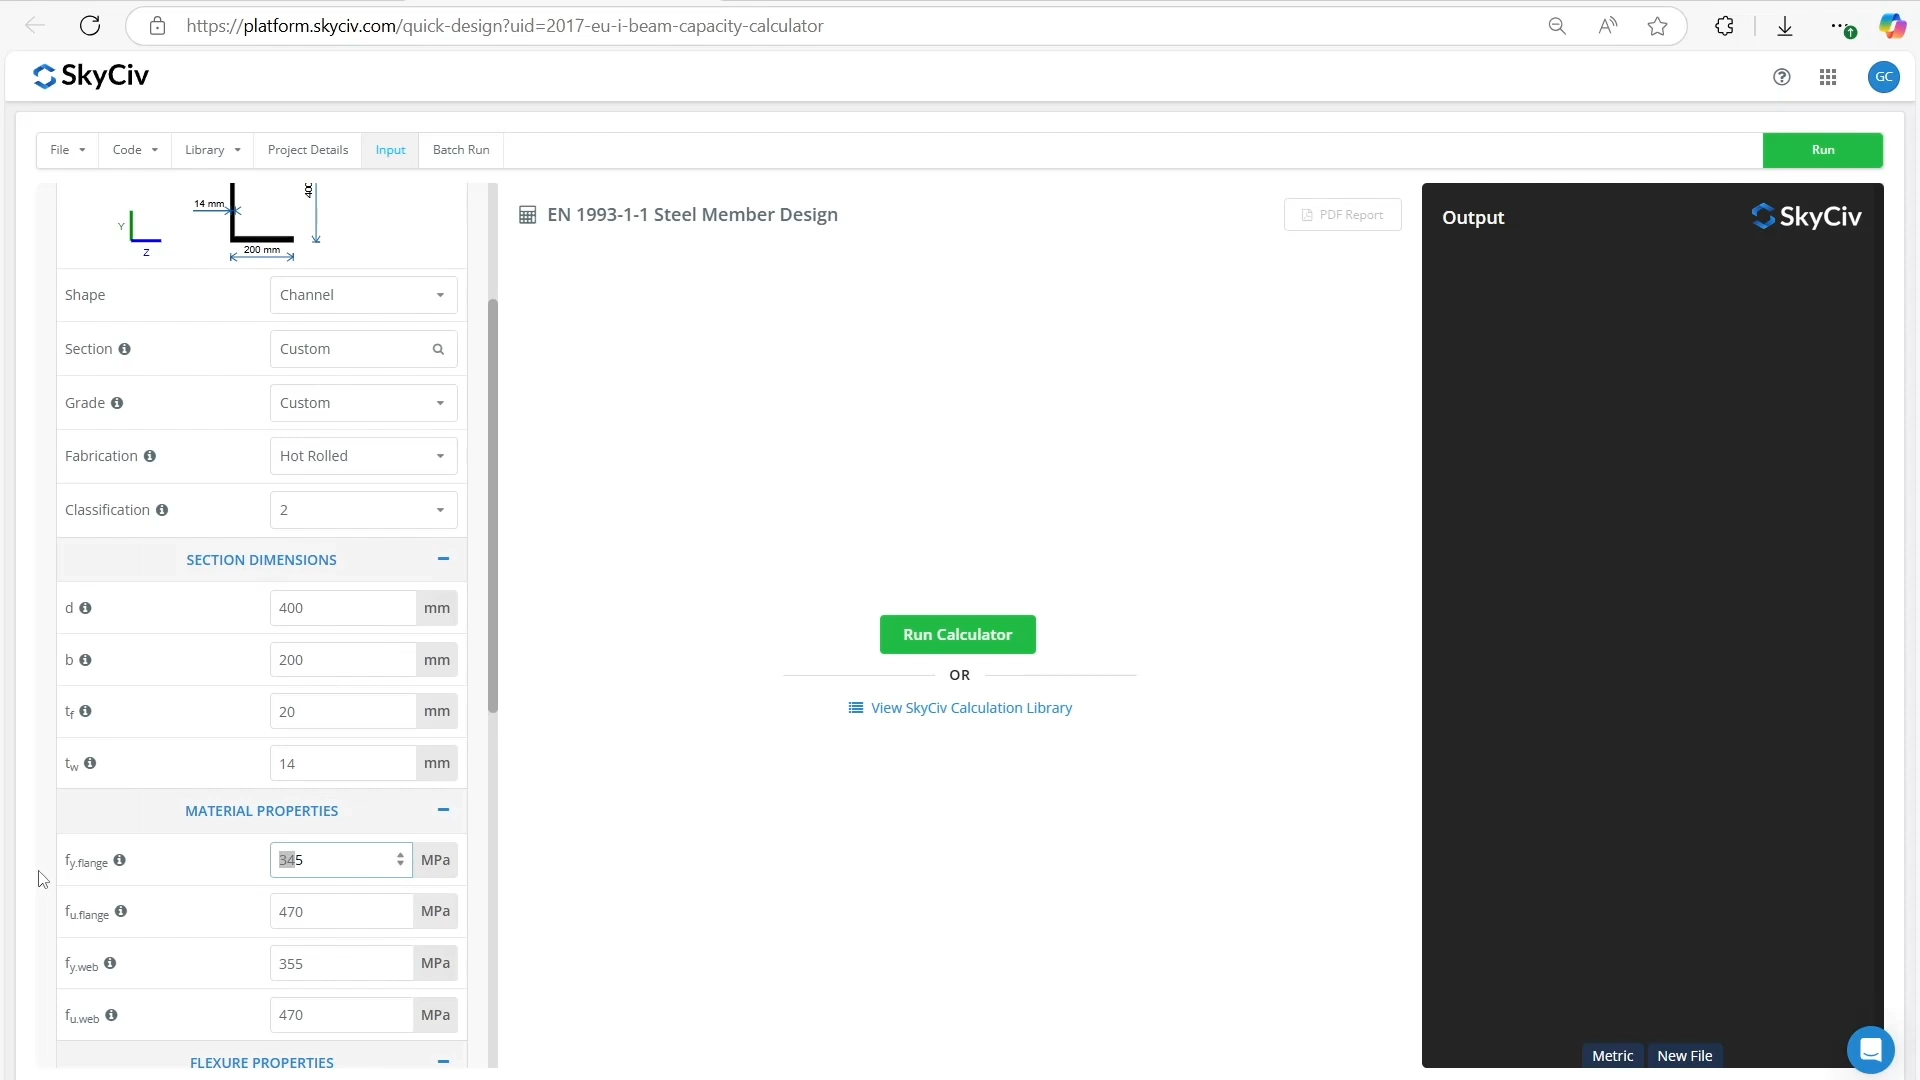 https://platform.skyciv.com/quick-design?uid=2017-eu-i-beam-capacity-calculator
SkyCiv
GC
File
Code
Library
Project Details
Input
Batch Run
Run
14 mm
400
Y
Z
200 mm
Shape
Channel
Section
Custom
Grade
Custom
Fabrication
Hot Rolled
Classification
2
SECTION DIMENSIONS
d
400
mm
b
200
mm
tf
20
mm
tw
14
mm
MATERIAL PROPERTIES
fy.flange
345
MPa
fu.flange
470
MPa
fy.web
355
MPa
fu.web
470
MPa
FLEXURE PROPERTIES
EN 1993-1-1 Steel Member Design
PDF Report
Run Calculator
OR
View SkyCiv Calculation Library
Output
SkyCiv
Metric
New File